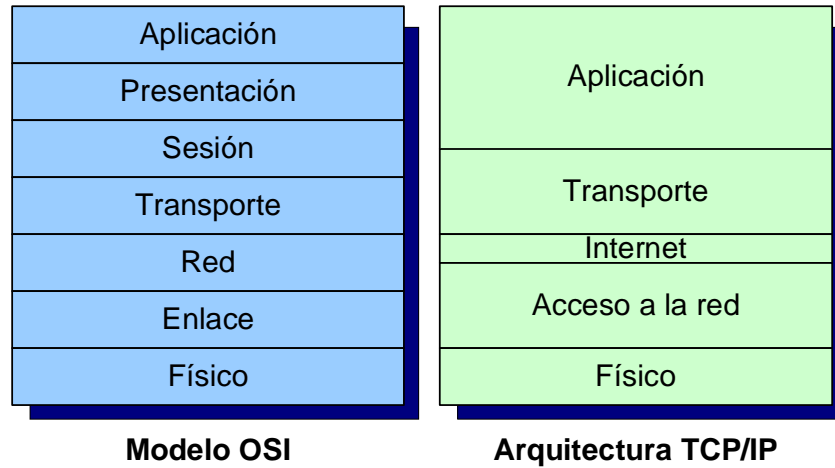 Aplicación
Presentación
Sesión
Transporte
Red
Enlace
Físico
Modelo OSI
Aplicación
Transporte
Internet
Acceso a la red
Físico
Arquitectura TCP/IP